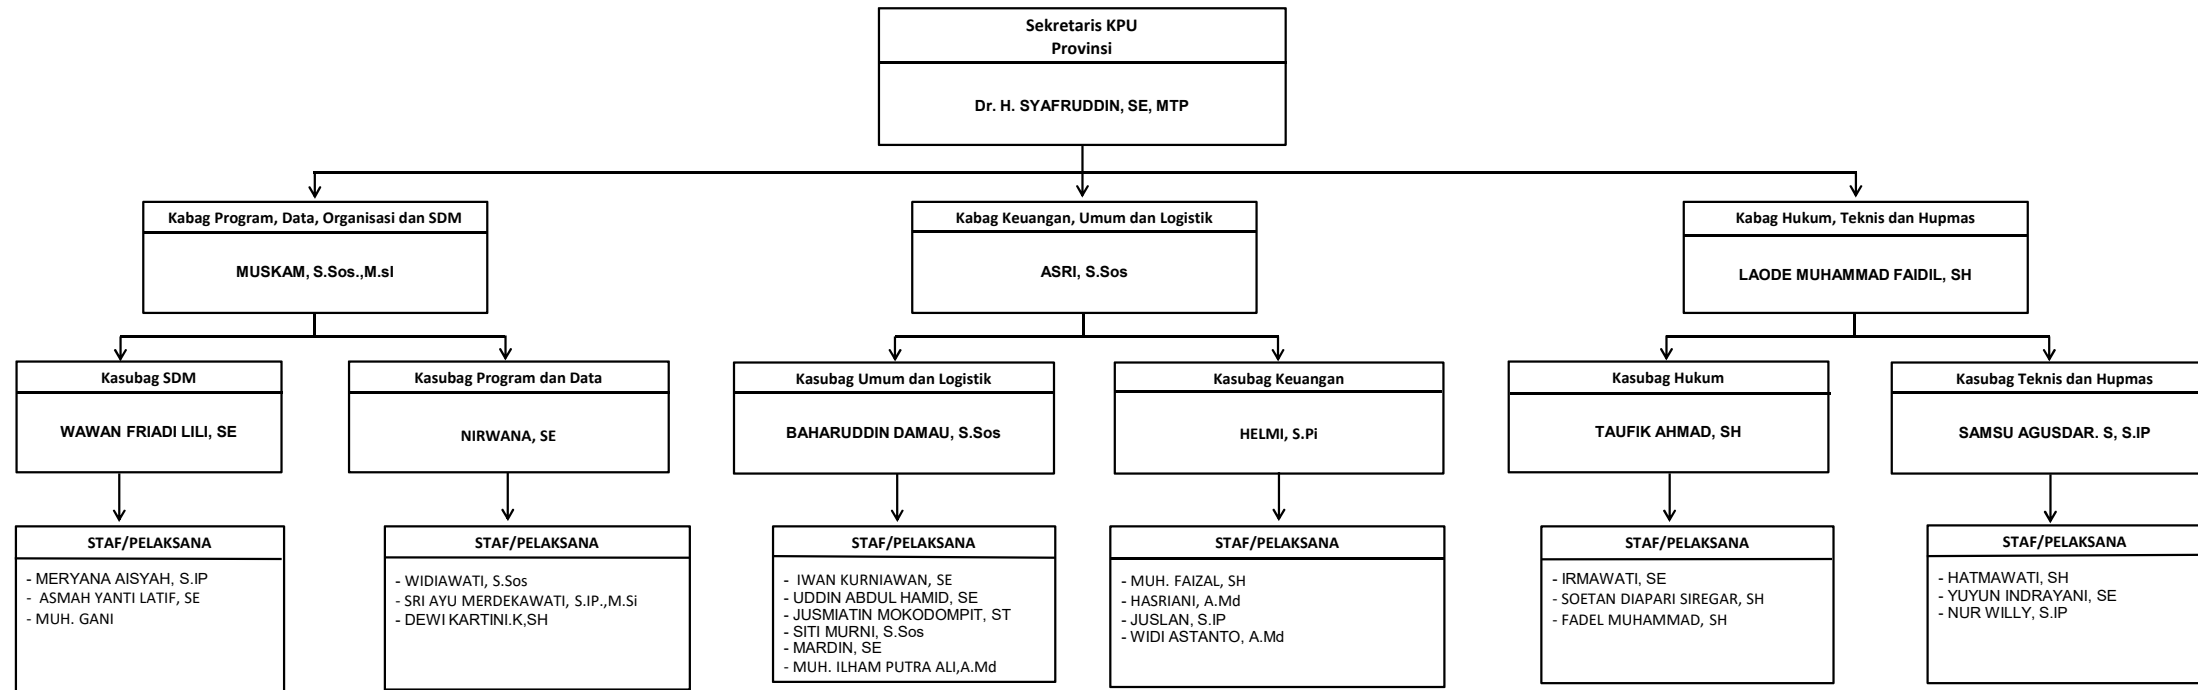 Sekretaris KPU
Provinsi
Dr. H. SYAFRUDDIN, SE, MTP
Kabag Program, Data, Organisasi dan SDM
MUSKAM, S.Sos.,M.sI
Kabag Keuangan, Umum dan Logistik
ASRI, S.Sos
Kabag Hukum, Teknis dan Hupmas
LAODE MUHAMMAD FAIDIL, SH
Kasubag SDM
WAWAN FRIADI LILI, SE
Kasubag Program dan Data
NIRWANA, SE
Kasubag Umum dan Logistik
BAHARUDDIN DAMAU, S.Sos
Kasubag Keuangan
HELMI, S.Pi
Kasubag Hukum
TAUFIK AHMAD, SH
Kasubag Teknis dan Hupmas
SAMSU AGUSDAR. S, S.IP
STAF/PELAKSANA
- MERYANA AISYAH, S.IP
- ASMAH YANTI LATIF, SE
- MUH. GANI
STAF/PELAKSANA
- WIDIAWATI, S.Sos
- SRI AYU MERDEKAWATI, S.IP.,M.Si
- DEWI KARTINI.K,SH
STAF/PELAKSANA
- IWAN KURNIAWAN, SE
- UDDIN ABDUL HAMID, SE
- JUSMIATIN MOKODOMPIT, ST
- SITI MURNI, S.Sos
- MARDIN, SE
- MUH. ILHAM PUTRA ALI,A.Md
STAF/PELAKSANA
- MUH. FAIZAL, SH
- HASRIANI, A.Md
- JUSLAN, S.IP
- WIDI ASTANTO, A.Md
STAF/PELAKSANA
- IRMAWATI, SE
- SOETAN DIAPARI SIREGAR, SH
- FADEL MUHAMMAD, SH
STAF/PELAKSANA
- HATMAWATI, SH
- YUYUN INDRAYANI, SE
- NUR WILLY, S.IP